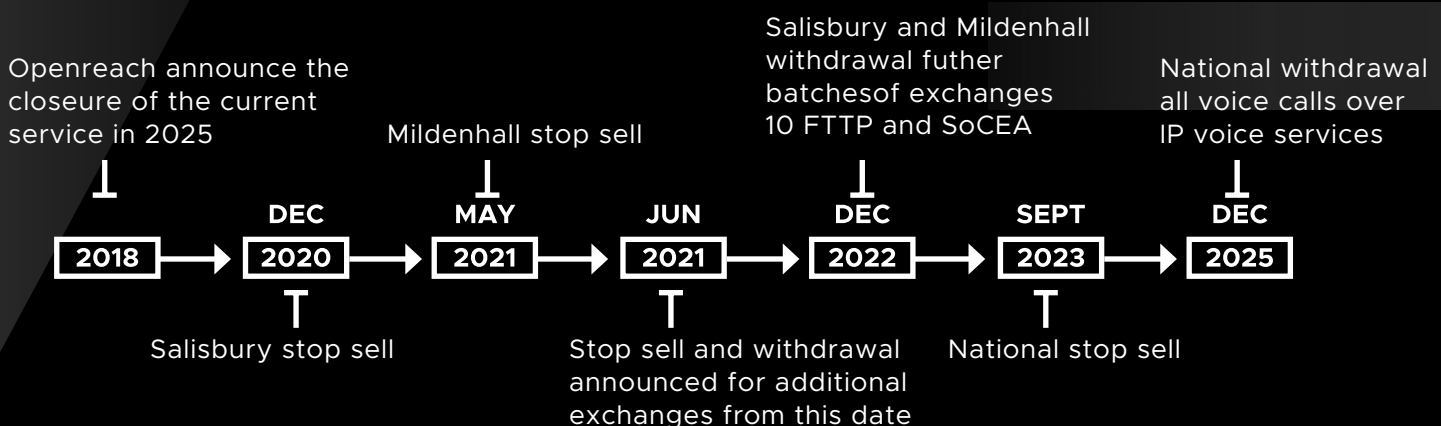 Openreach announce the
closeure of the current
service in 2025
Mildenhall stop sell
Salisbury and Mildenhall
withdrawal futher
batchesof exchanges
10 FTTP and SoCEA
National withdrawal
all voice calls over
IP voice services
DEC
MAY
JUN
DEC
SEPT
DEC
2018
2020
2021
2021
2022
2023
2025
Salisbury stop sell
Stop sell and withdrawal
announced for additional
exchanges from this date
National stop sell